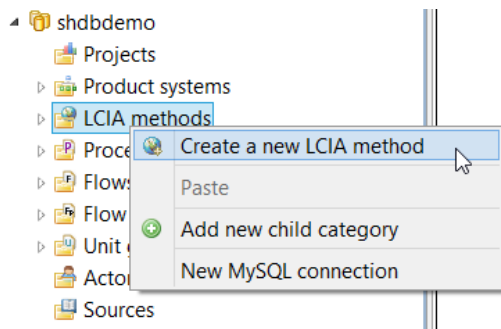 shdbdemo
Projects
Product systems
LCIA methods
Create a new LCIA method
Proce
Flows
Paste
Flow
Add new child category
Unit
New MySQL connection
Actor
Sources